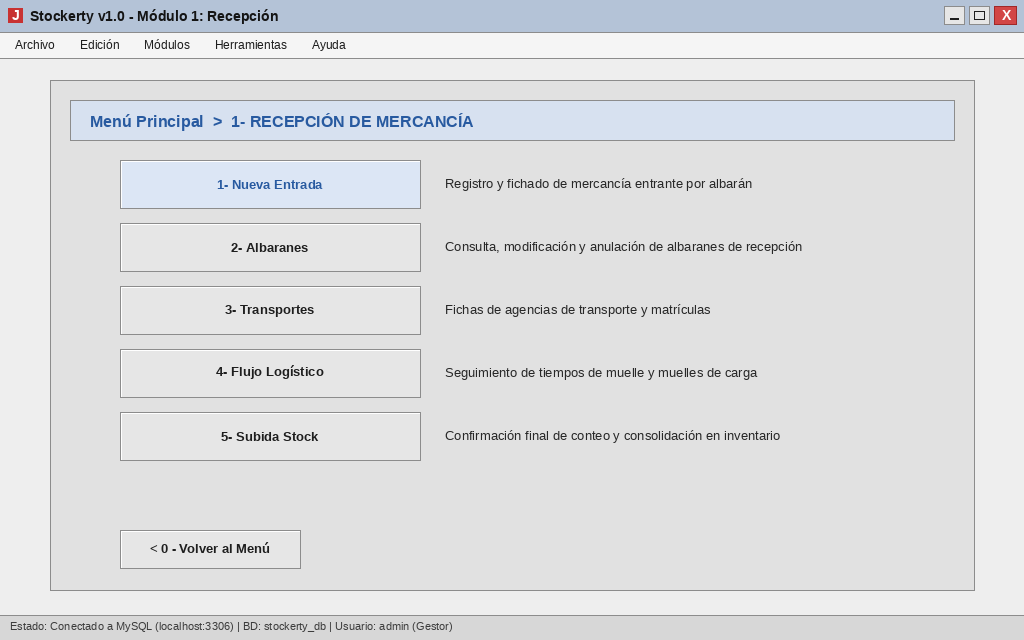 J Stockerty v1.0 - Módulo 1: Recepción X
Archivo Edición Módulos Herramientas Ayuda
Menú Principal > 1- RECEPCIÓN DE MERCANCÍA
1- Nueva Entrada Registro y fichado de mercancía entrante por albarán
2- Albaranes Consulta, modificación y anulación de albaranes de recepción
3- Transportes Fichas de agencias de transporte y matrículas
4- Flujo Logístico Seguimiento de tiempos de muelle y muelles de carga
5- Subida Stock Confirmación final de conteo y consolidación en inventario
< 0 - Volver al Menú
Estado: Conectado a MySQL (localhost:3306) | BD: stockerty_db | Usuario: admin (Gestor)